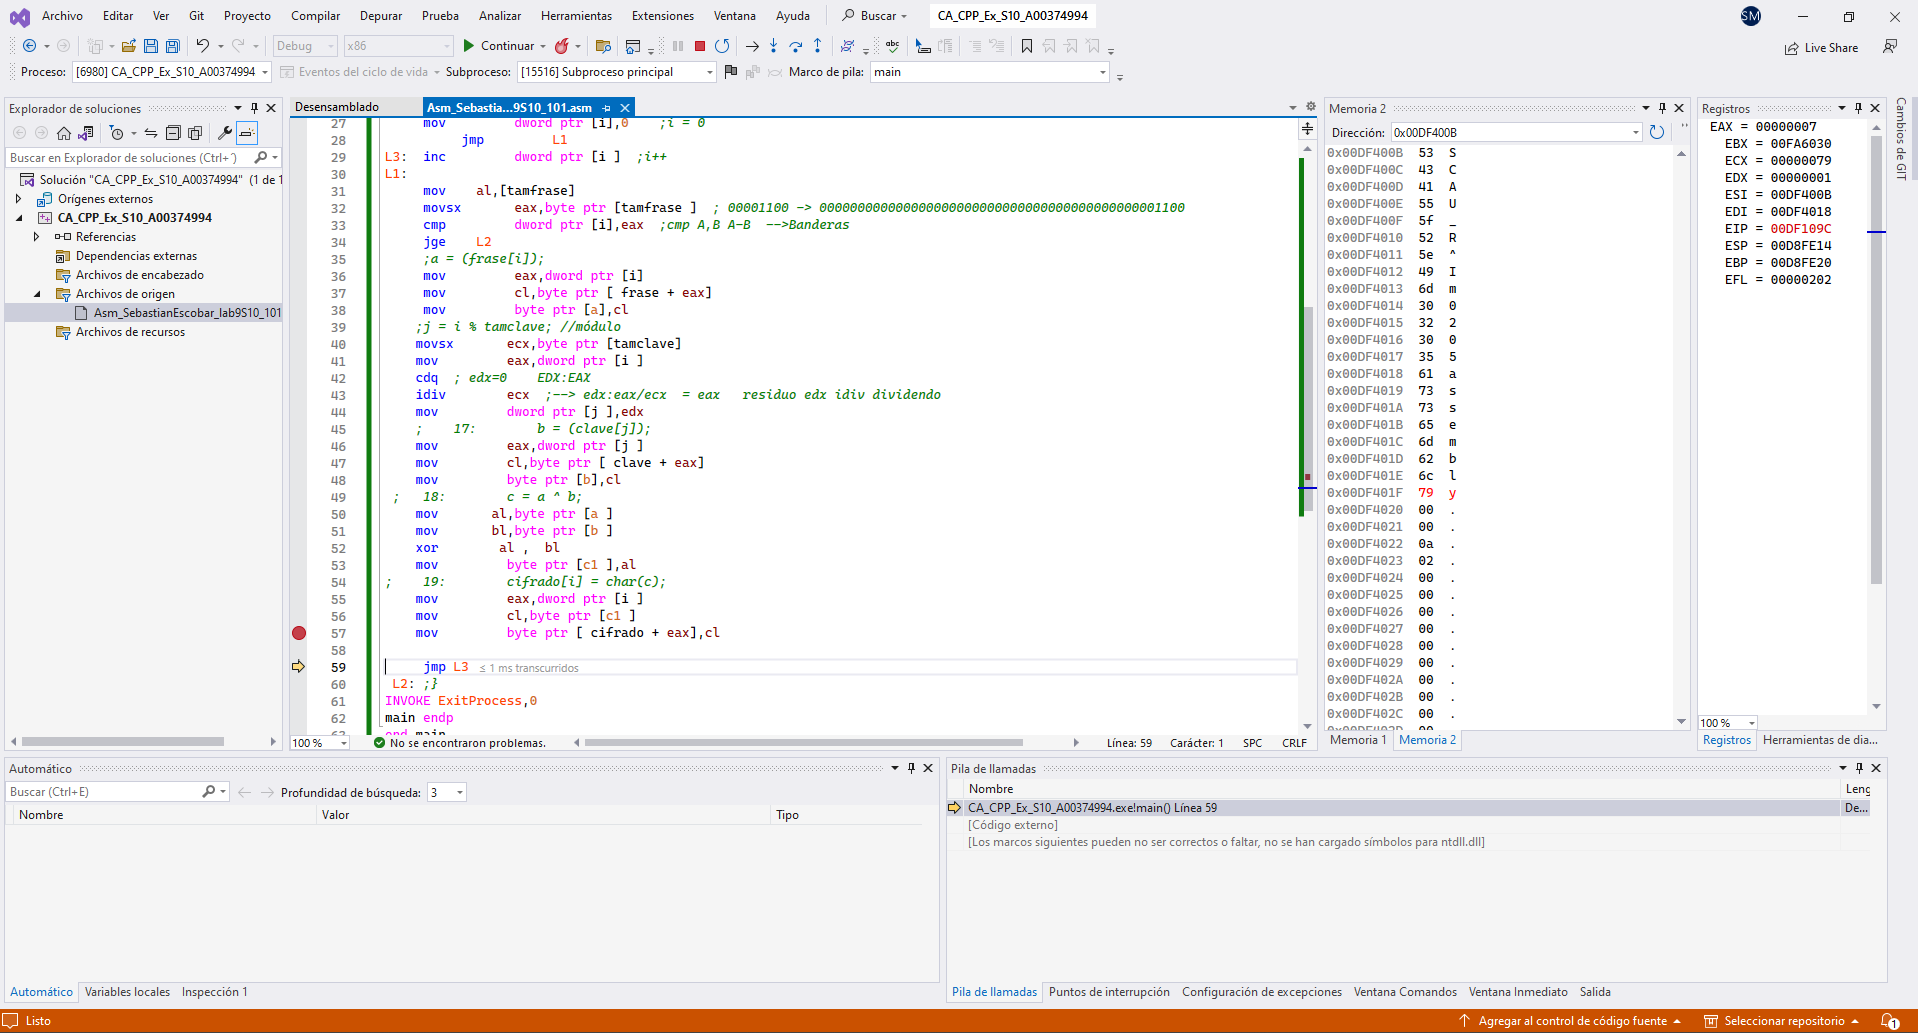 Archivo Editar Ver Git Proyecto Compilar Depurar Prueba Analizar Herramientas Extensiones Ventana Ayuda Buscar CA_CPP_Ex_S10_A00374994 SM
Debug x86 Continuar Live Share
Proceso: [6980] CA_CPP_Ex_S10_A00374994 Eventos del ciclo de vida Subproceso: [15516] Subproceso principal Marco de pila: main
Explorador de soluciones
Buscar en Explorador de soluciones (Ctrl+´)
Solución "CA_CPP_Ex_S10_A00374994" (1 de 1
Orígenes externos
CA_CPP_Ex_S10_A00374994
Referencias
Dependencias externas
Archivos de encabezado
Archivos de origen
Asm_SebastianEscobar_lab9S10_101
Archivos de recursos
Desensamblado Asm_Sebastia...9S10_101.asm
27 mov dword ptr [i],0 ;i = 0
28 jmp L1
29 L3: inc dword ptr [i ] ;i++
30 L1:
31 mov al,[tamfrase]
32 movsx eax,byte ptr [tamfrase ] ; 00001100 -> 00000000000000000000000000000000000000000001100
33 cmp dword ptr [i],eax ;cmp A,B A-B -->Banderas
34 jge L2
35 ;a = (frase[i]);
36 mov eax,dword ptr [i]
37 mov cl,byte ptr [ frase + eax]
38 mov byte ptr [a],cl
39 ;j = i % tamclave; //módulo
40 movsx ecx,byte ptr [tamclave]
41 mov eax,dword ptr [i ]
42 cdq ; edx=0 EDX:EAX
43 idiv ecx ;--> edx:eax/ecx = eax residuo edx idiv dividendo
44 mov dword ptr [j ],edx
45 ; 17: b = (clave[j]);
46 mov eax,dword ptr [j ]
47 mov cl,byte ptr [ clave + eax]
48 mov byte ptr [b],cl
49 ; 18: c = a ^ b;
50 mov al,byte ptr [a ]
51 mov bl,byte ptr [b ]
52 xor al , bl
53 mov byte ptr [c1 ],al
54 ; 19: cifrado[i] = char(c);
55 mov eax,dword ptr [i ]
56 mov cl,byte ptr [c1 ]
57 mov byte ptr [ cifrado + eax],cl
58
59 jmp L3 ≤ 1 ms transcurridos
60 L2: ;}
61 INVOKE ExitProcess,0
62 main endp
63 end main
100 % No se encontraron problemas. Línea: 59 Carácter: 1 SPC CRLF
Memoria 2
Dirección: 0x00DF400B
0x00DF400B 53 S
0x00DF400C 43 C
0x00DF400D 41 A
0x00DF400E 55 U
0x00DF400F 5f _
0x00DF4010 52 R
0x00DF4011 5e ^
0x00DF4012 49 I
0x00DF4013 6d m
0x00DF4014 30 0
0x00DF4015 32 2
0x00DF4016 30 0
0x00DF4017 35 5
0x00DF4018 61 a
0x00DF4019 73 s
0x00DF401A 73 s
0x00DF401B 65 e
0x00DF401C 6d m
0x00DF401D 62 b
0x00DF401E 6c l
0x00DF401F 79 y
0x00DF4020 00 .
0x00DF4021 00 .
0x00DF4022 0a .
0x00DF4023 02 .
0x00DF4024 00 .
0x00DF4025 00 .
0x00DF4026 00 .
0x00DF4027 00 .
0x00DF4028 00 .
0x00DF4029 00 .
0x00DF402A 00 .
0x00DF402B 00 .
0x00DF402C 00 .
0x00DF402D 00 .
Memoria 1 Memoria 2
Registros
EAX = 00000007
EBX = 00FA6030
ECX = 00000079
EDX = 00000001
ESI = 00DF400B
EDI = 00DF4018
EIP = 00DF109C
ESP = 00D8FE14
EBP = 00D8FE20
EFL = 00000202
100 %
Registros Herramientas de dia...
Cambios de GIT
Automático
Buscar (Ctrl+E) Profundidad de búsqueda: 3
Nombre Valor Tipo
Automático Variables locales Inspección 1
Pila de llamadas
Nombre Leng
CA_CPP_Ex_S10_A00374994.exe!main() Línea 59 De...
[Código externo]
[Los marcos siguientes pueden no ser correctos o faltar, no se han cargado símbolos para ntdll.dll]
Pila de llamadas Puntos de interrupción Configuración de excepciones Ventana Comandos Ventana Inmediato Salida
Listo Agregar al control de código fuente Seleccionar repositorio 1